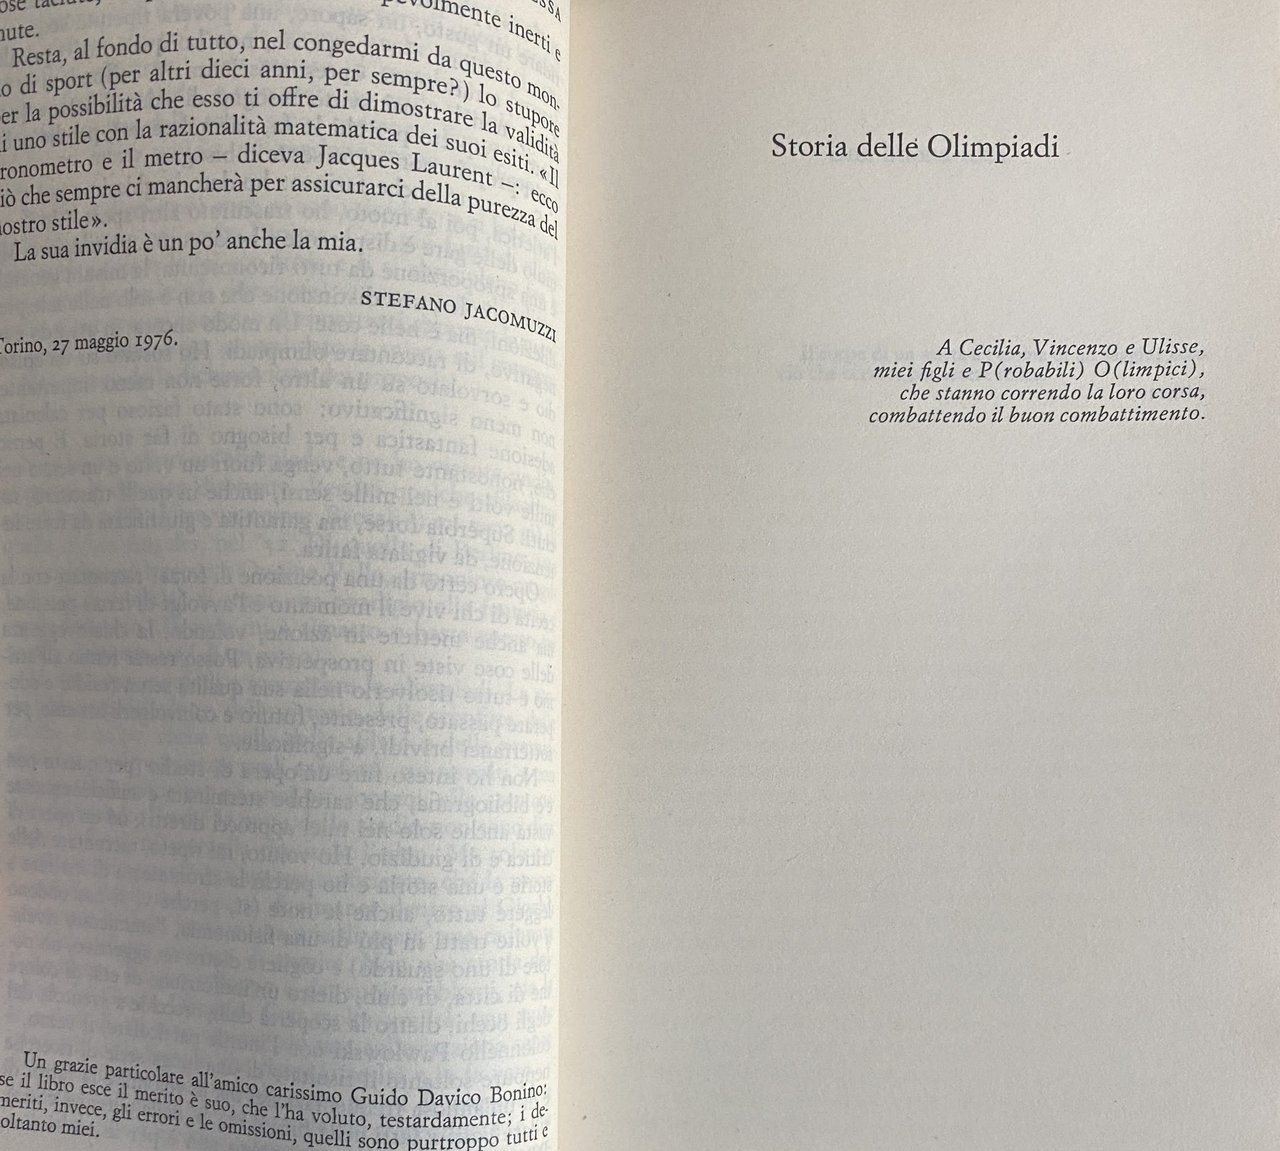 inerti e
nute.
Resta, al fondo di tutto, nel congedarmi da questo mon-
o di sport (per altri dieci anni, per sempre?) lo stupore
er la possibilità che esso ti offre di dimostrare la validità
i uno stile con la razionalità matematica dei suoi esiti. «Il
ronometro e il metro – diceva Jacques Laurent –: ecco
iò che sempre ci mancherà per assicurarci della purezza del
ostro stile».
La sua invidia è un po' anche la mia.
STEFANO JACOMUZZI
Torino, 27 maggio 1976.
Un grazie particolare all'amico carissimo Guido Davico Bonino:
se il libro esce il merito è suo, che l'ha voluto, testardamente; i de-
meriti, invece, gli errori e le omissioni, quelli sono purtroppo tutti e
oltanto miei.
Storia delle Olimpiadi
A Cecilia, Vincenzo e Ulisse,
miei figli e P(robabili) O(limpici),
che stanno correndo la loro corsa,
combattendo il buon combattimento.